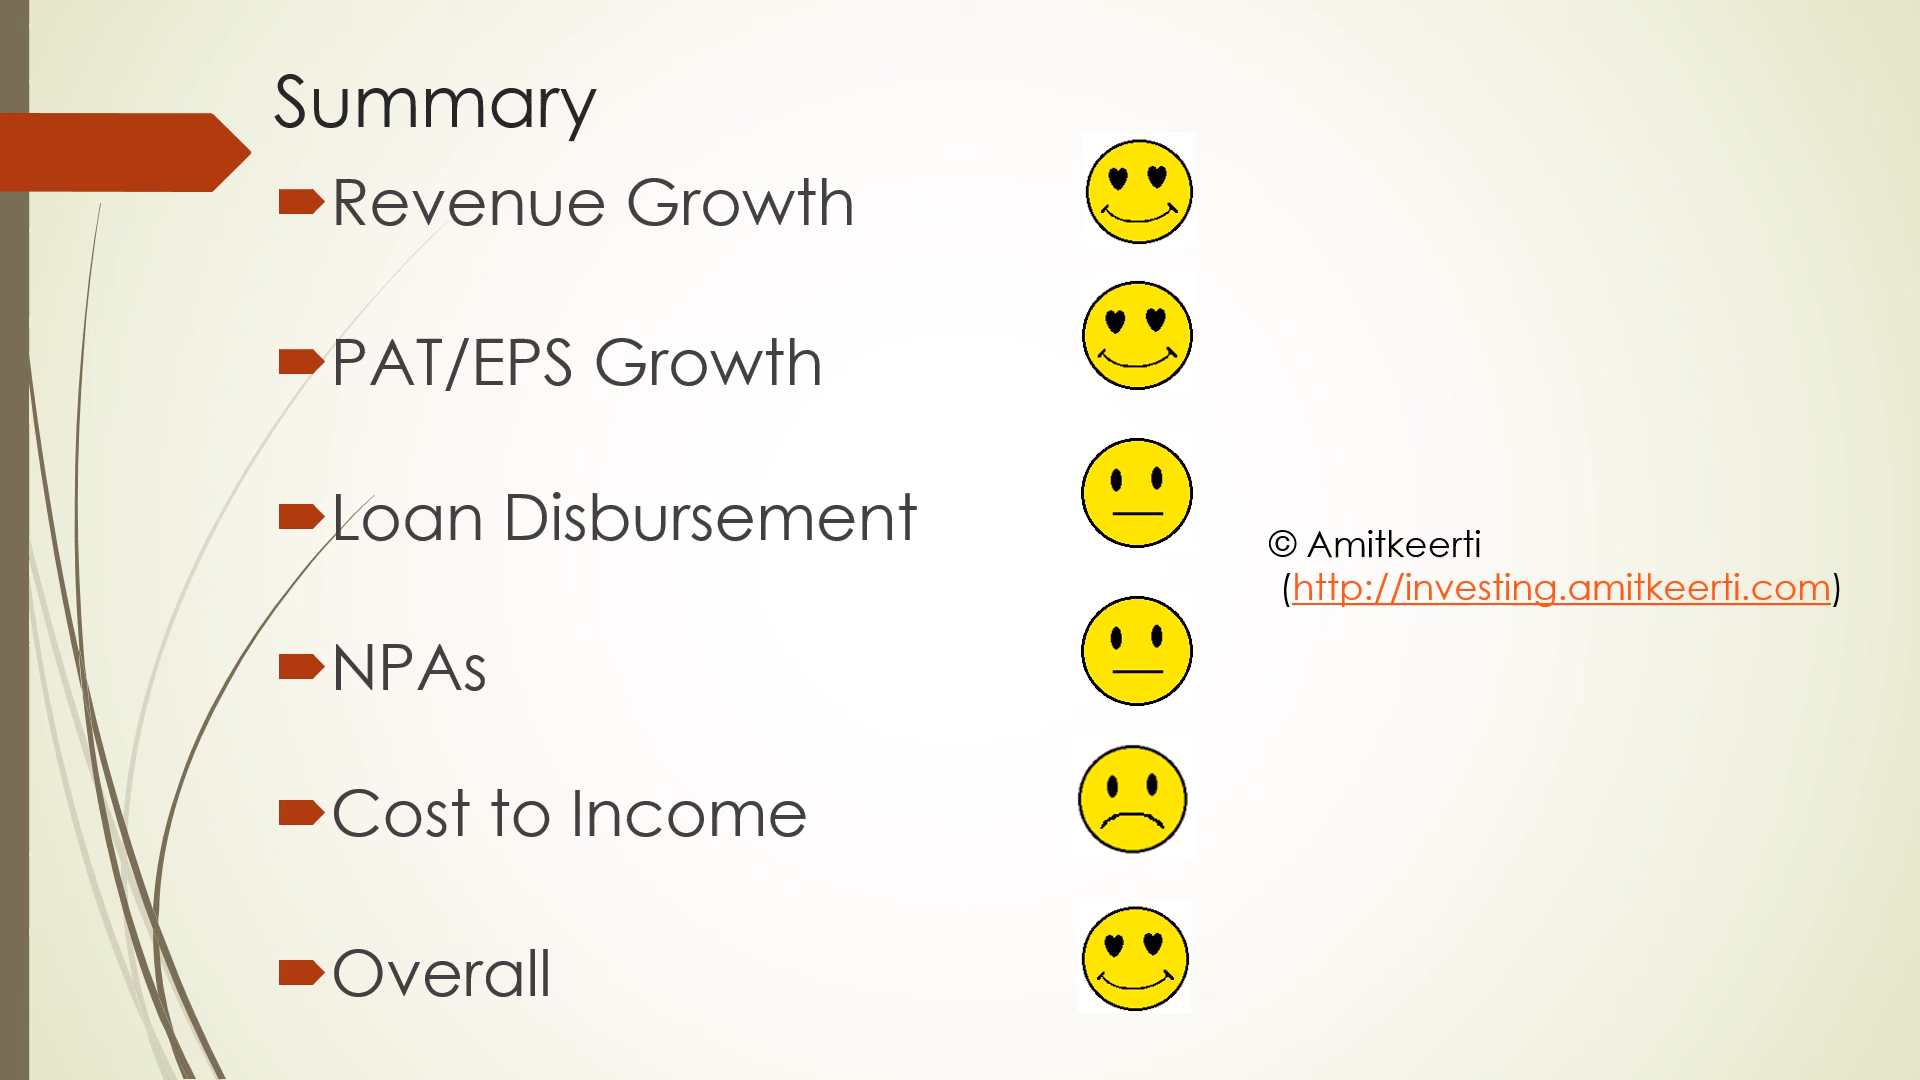 Summary
Revenue Growth
PAT/EPS Growth
Loan Disbursement
© Amitkeerti
(http://investing.amitkeerti.com)
NPAs
Cost to Income
Overall